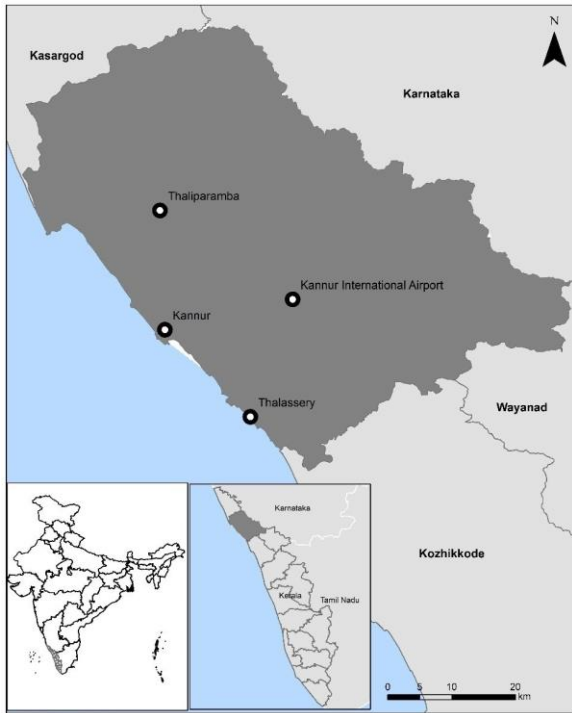 N
Kasargod
Karnataka
Thaliparamba
Kannur International Airport
Kannur
Thalassery
Wayanad
Kozhikkode
Karnataka
Kerala
Tamil Nadu
0 5 10 20
km